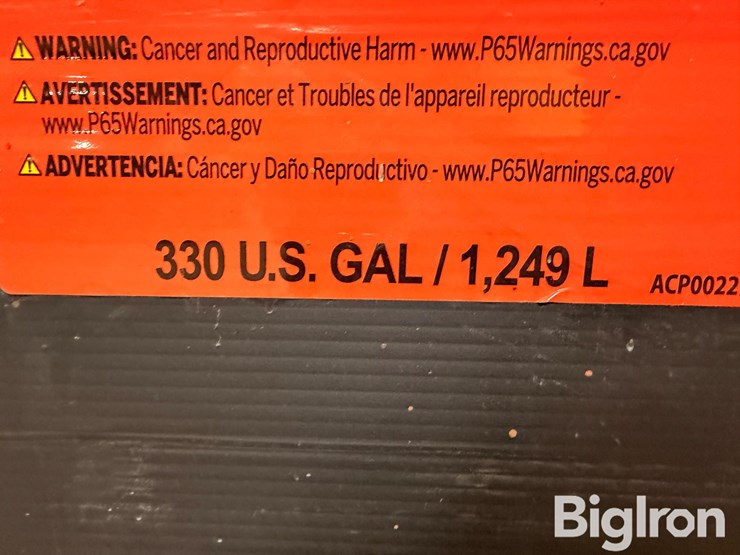 WARNING: Cancer and Reproductive Harm - www.P65Warnings.ca.gov
AVERTISSEMENT: Cancer et Troubles de l'appareil reproducteur -
www.P65Warnings.ca.gov
ADVERTENCIA: Cáncer y Daño Reproductivo - www.P65Warnings.ca.gov
330 U.S. GAL / 1,249 L
ACP0022
BigIron